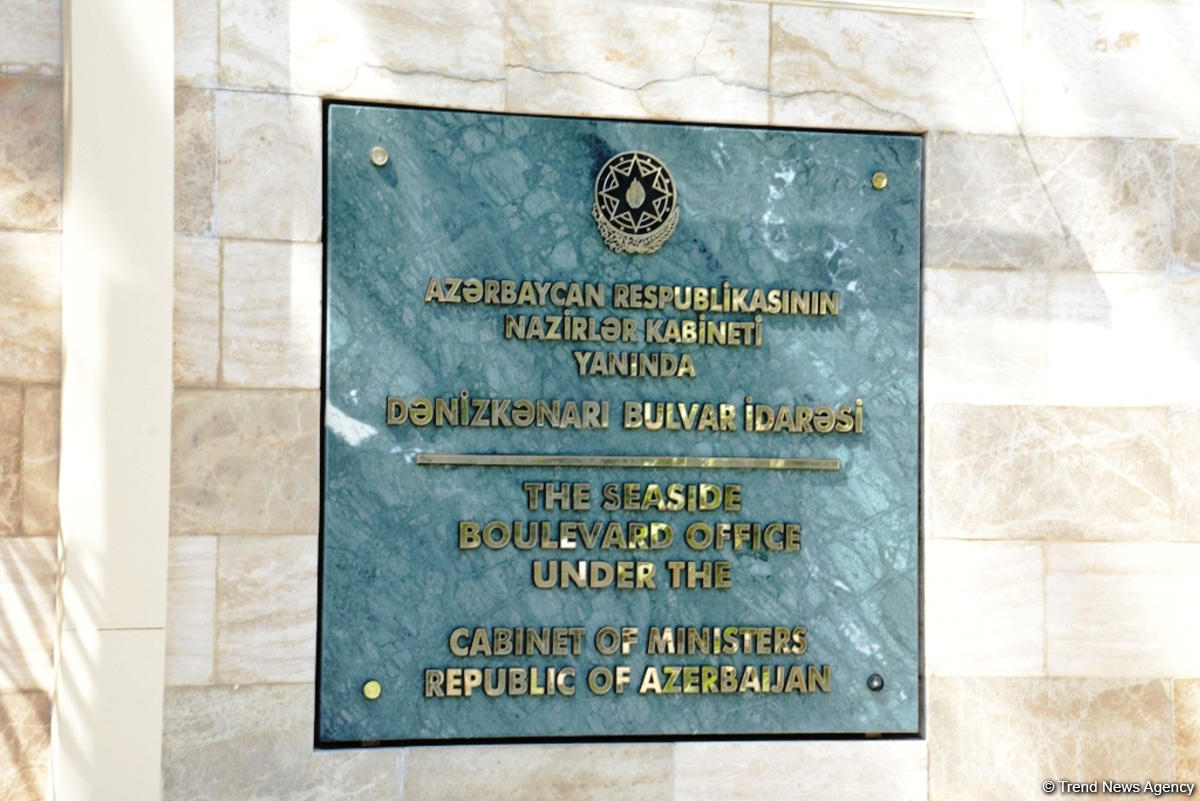 AZƏRBAYCAN RESPUBLİKASININ
NAZİRLƏR KABİNETİ
YANINDA
DƏNİZKƏNARI BULVAR İDARƏSİ
THE SEASIDE
BOULEVARD OFFICE
UNDER THE
CABINET OF MINISTERS
REPUBLIC OF AZERBAIJAN
© Trend News Agency